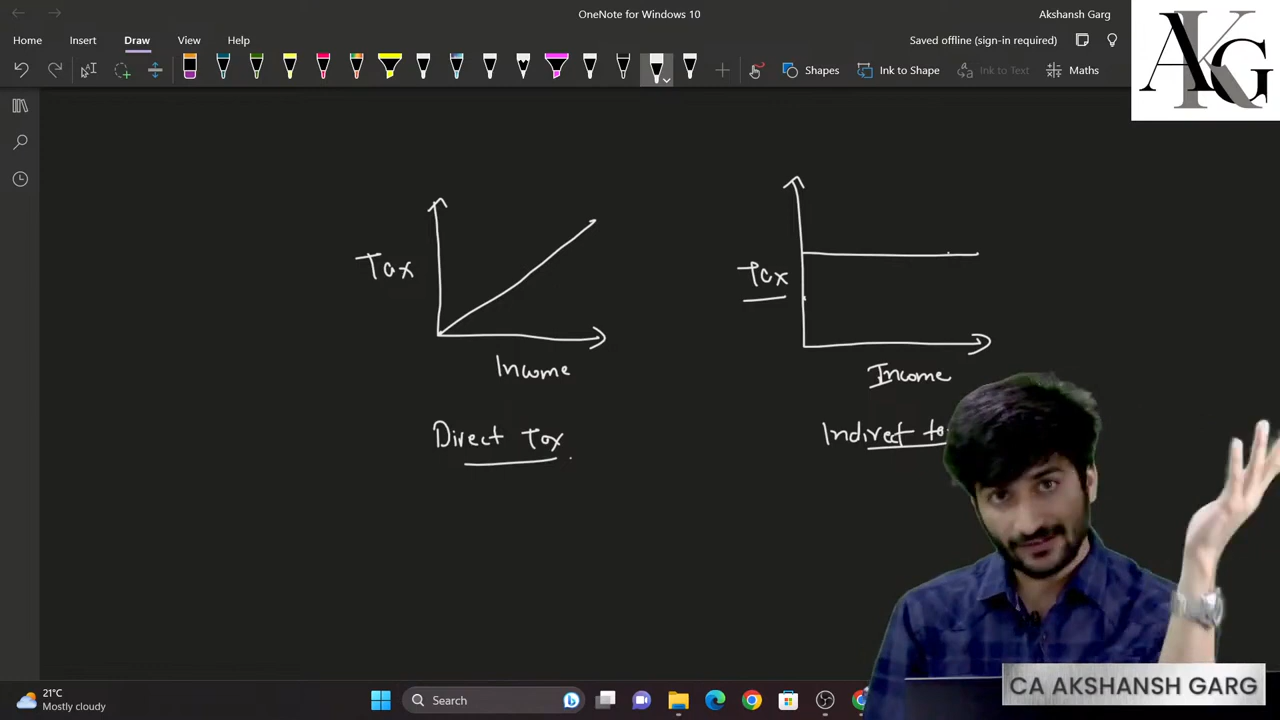 OneNote for Windows 10
Akshansh Garg
Home Insert Draw View Help
Saved offline (sign-in required)
Shapes Ink to Shape Ink to Text Maths
AKG
Tax
Income
Direct Tax
Tax
Income
Indirect
CA AKSHANSH GARG
21°C
Mostly cloudy
Search